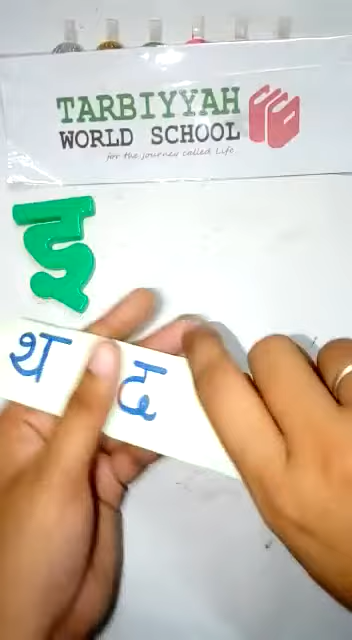 TARBIYYAH
WORLD SCHOOL
for the journey called Life.
इ
थ द